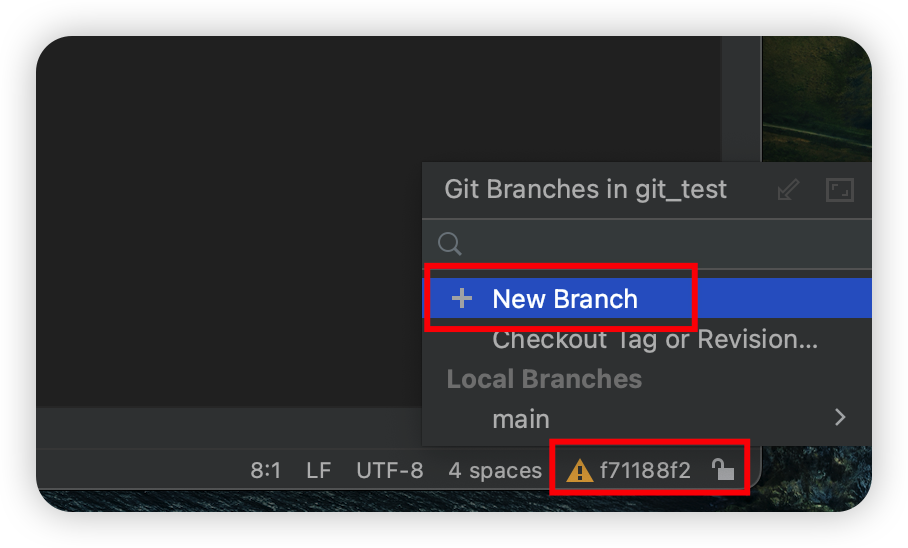 Git Branches in git_test
New Branch
Checkout Tag or Revision...
Local Branches
main
8:1 LF UTF-8 4 spaces f71188f2